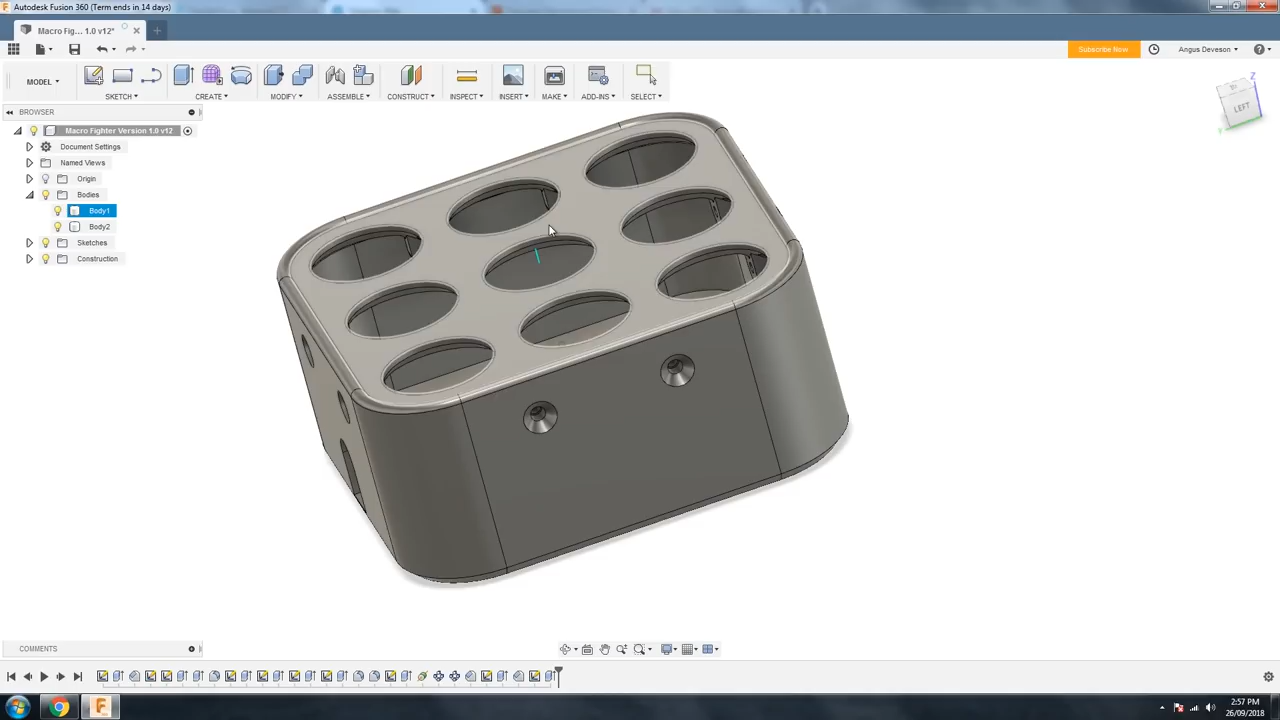 Autodesk Fusion 360 (Term ends in 14 days)
Macro Fig... 1.0 v12*
Subscribe Now
Angus Deveson
MODEL
SKETCH
CREATE
MODIFY
ASSEMBLE
CONSTRUCT
INSPECT
INSERT
MAKE
ADD-INS
SELECT
BROWSER
Macro Fighter Version 1.0 v12
Document Settings
Named Views
Origin
Bodies
Body1
Body2
Sketches
Construction
Z
LEFT
COMMENTS
2:57 PM
26/09/2018